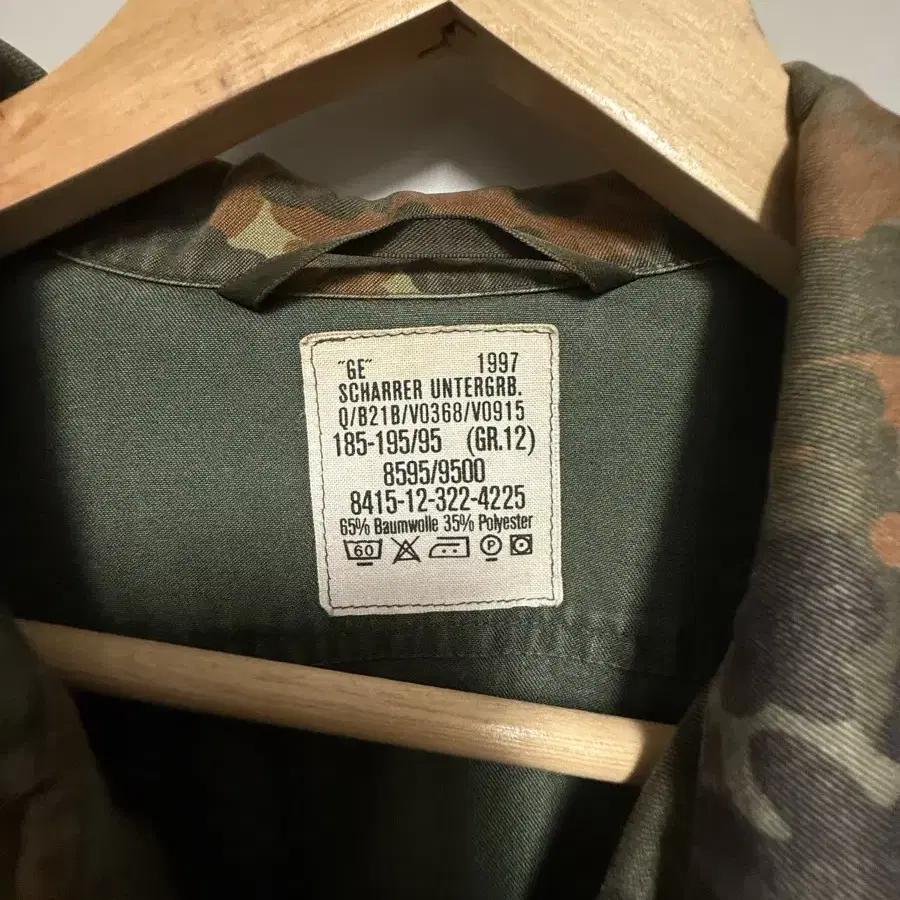 "GE" 1997
SCHARRER UNTERGRB.
Q/B21B/V0368/V0915
185-195/95 (GR.12)
8595/9500
8415-12-322-4225
65% Baumwolle 35% Polyester
60 P